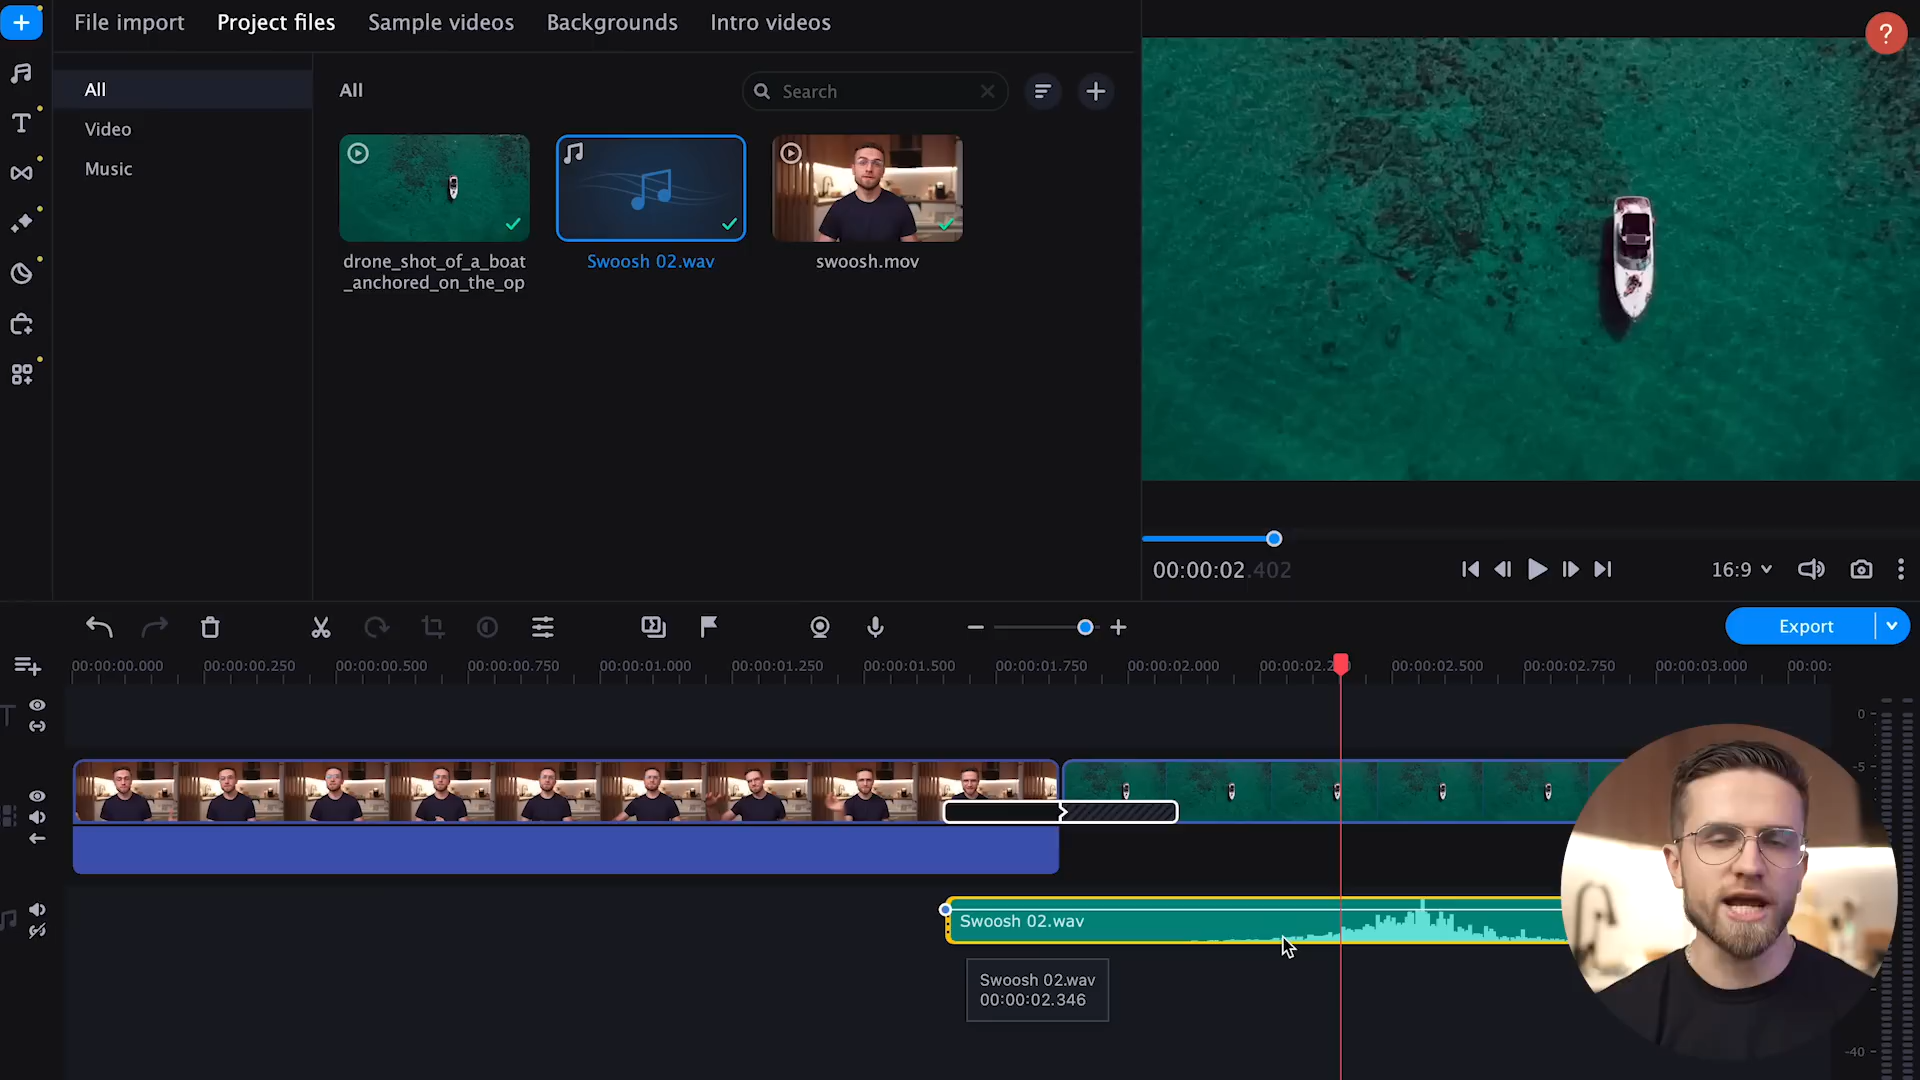 File import
Project files
Sample videos
Backgrounds
Intro videos
?
All
Video
Music
All
Search
drone_shot_of_a_boat
_anchored_on_the_op
Swoosh 02.wav
swoosh.mov
00:00:02.402
16:9
Export
00:00:00.000
00:00:00.250
00:00:00.500
00:00:00.750
00:00:01.000
00:00:01.250
00:00:01.500
00:00:01.750
00:00:02.000
00:00:02.2
00:00:02.500
00:00:02.750
00:00:03.000
00:00:
0
-5
-40
Swoosh 02.wav
Swoosh 02.wav
00:00:02.346